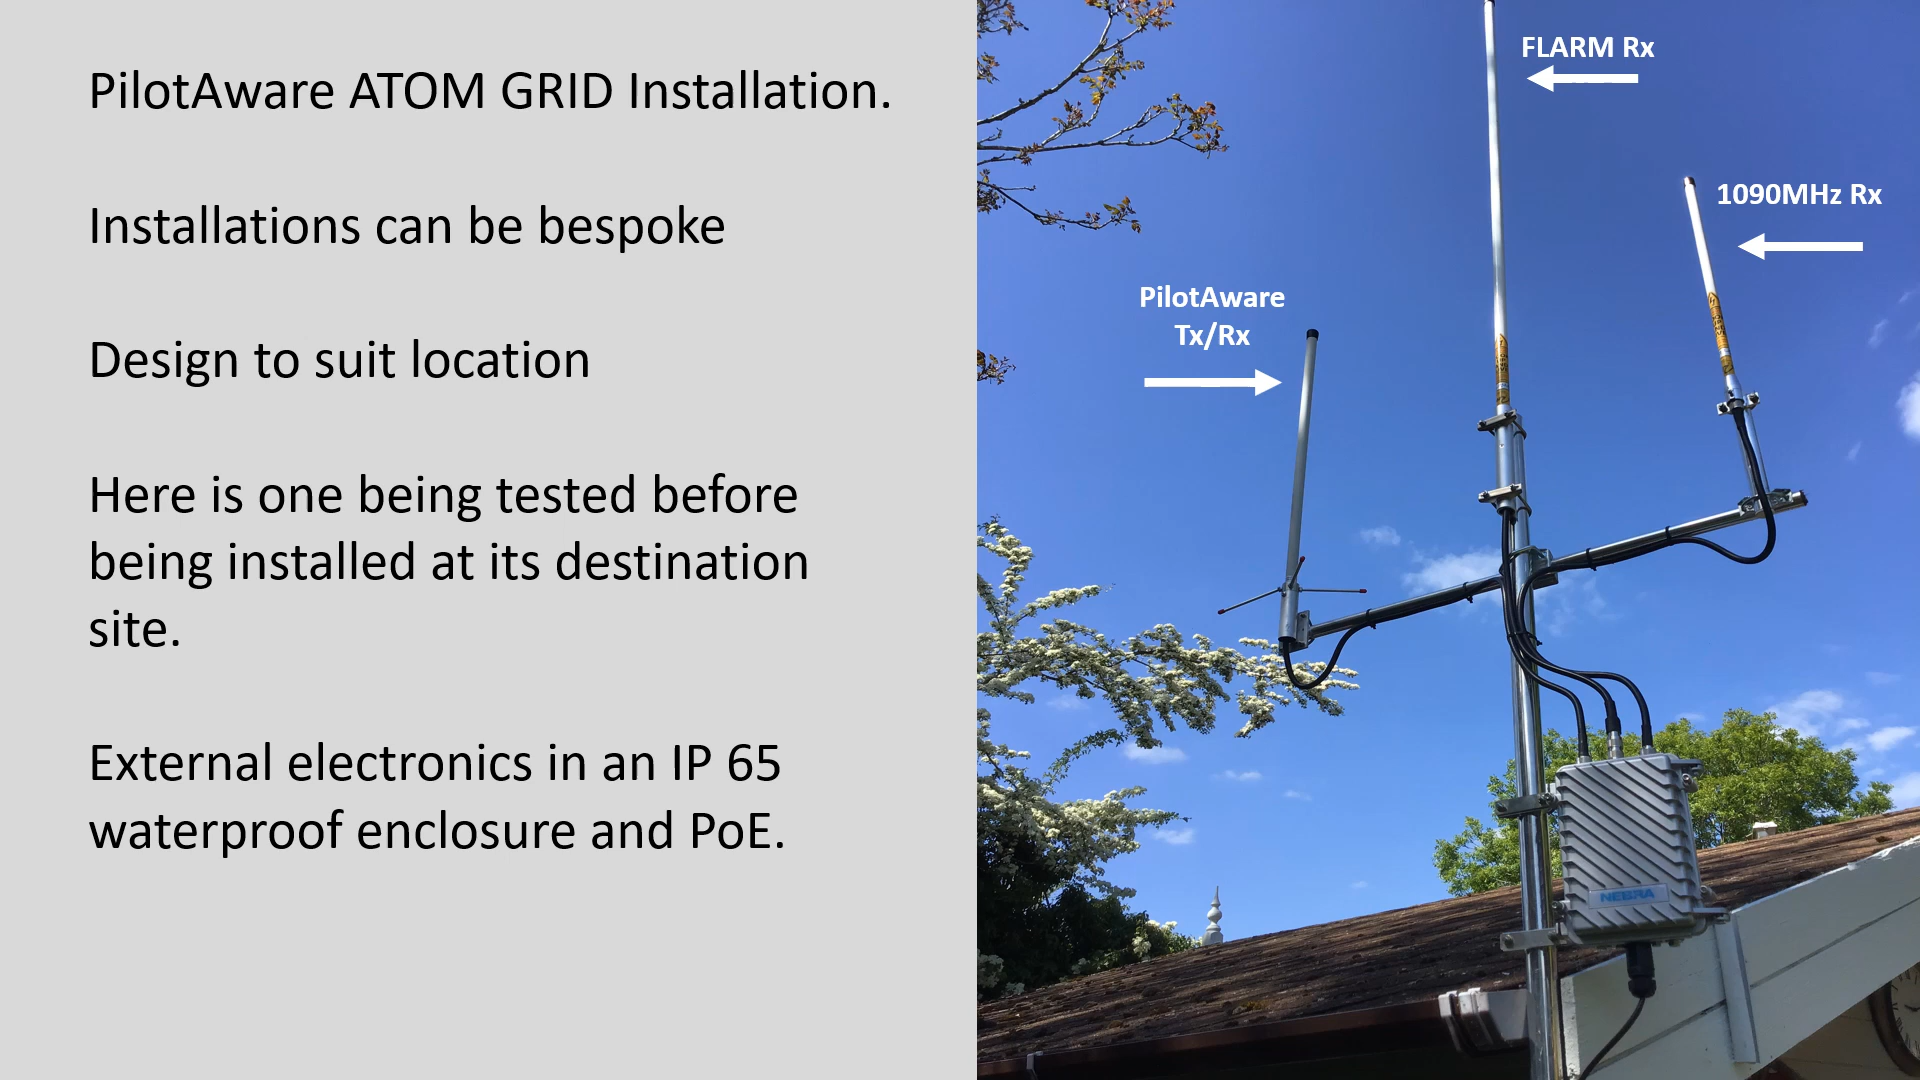 PilotAware ATOM GRID Installation.
Installations can be bespoke
Design to suit location
Here is one being tested before
being installed at its destination
site.
External electronics in an IP 65
waterproof enclosure and PoE.
FLARM Rx
1090MHz Rx
PilotAware
Tx/Rx
NEBRA